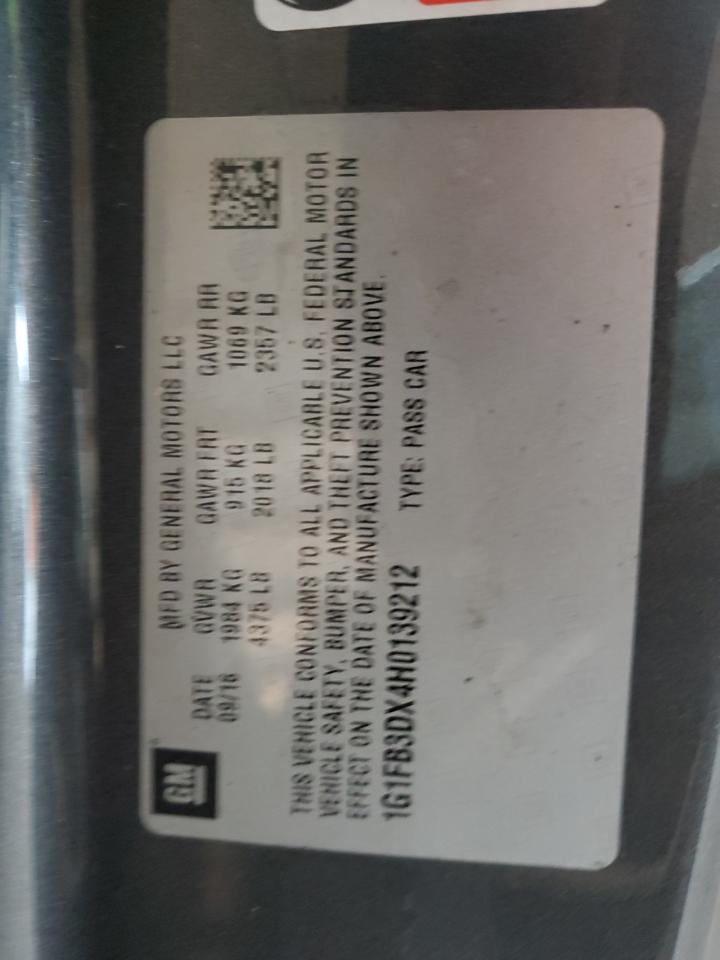 GM
MFD BY GENERAL MOTORS LLC
DATE GVWR GAWR FRT GAWR RR
09/16 1984 KG 915 KG 1069 KG
4375 LB 2018 LB 2357 LB
THIS VEHICLE CONFORMS TO ALL APPLICABLE U.S. FEDERAL MOTOR
VEHICLE SAFETY, BUMPER, AND THEFT PREVENTION STANDARDS IN
EFFECT ON THE DATE OF MANUFACTURE SHOWN ABOVE.
1G1FB3DX4H0139212 TYPE: PASS CAR